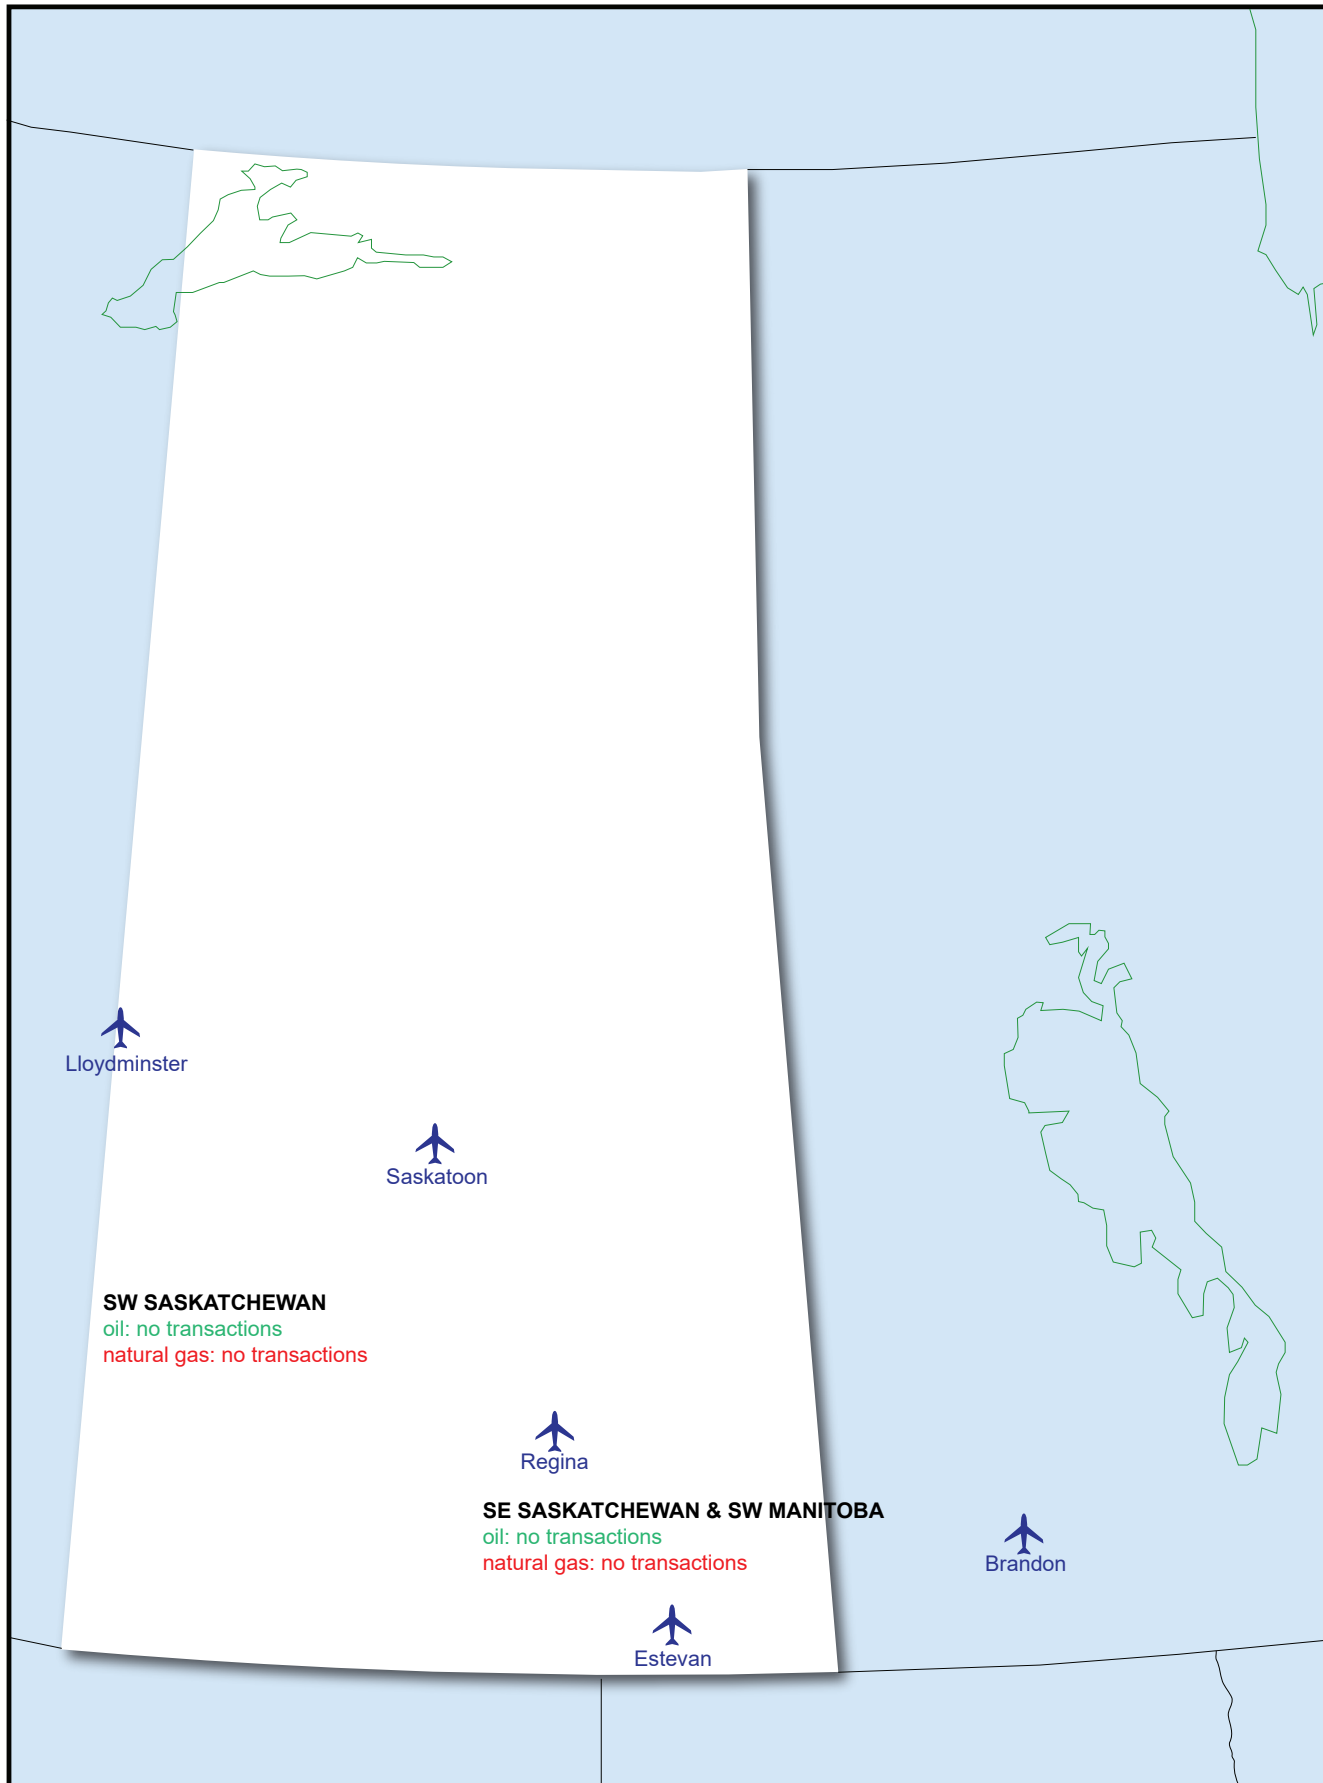 Lloydminster
Saskatoon
SW SASKATCHEWAN
oil: no transactions
natural gas: no transactions
Regina
SE SASKATCHEWAN & SW MANITOBA
oil: no transactions
natural gas: no transactions
Brandon
Estevan